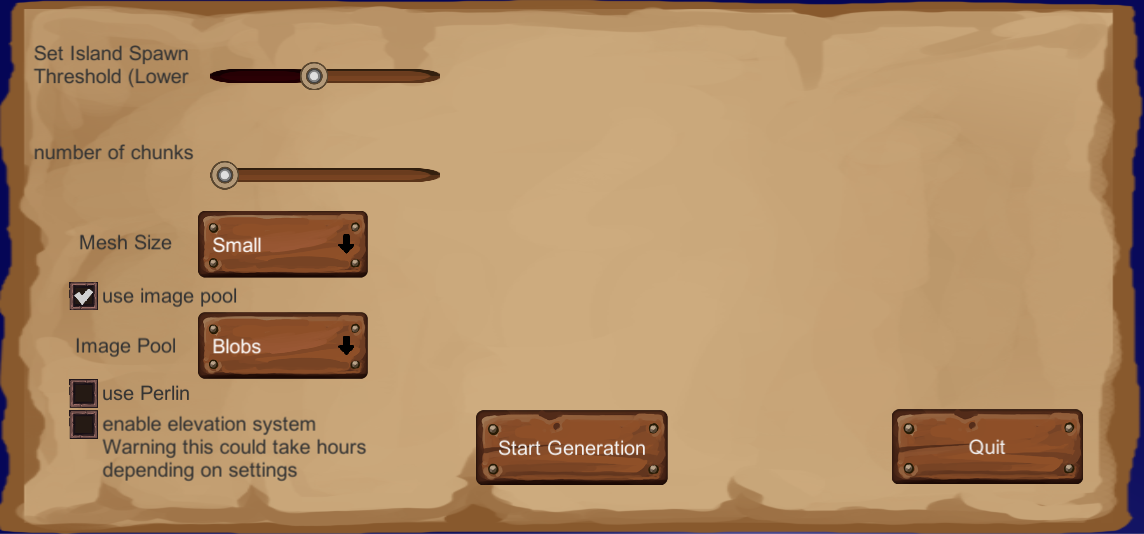 Set Island Spawn
Threshold (Lower
number of chunks
Mesh Size
Small
use image pool
Image Pool
Blobs
use Perlin
enable elevation system
Warning this could take hours
depending on settings
Start Generation
Quit